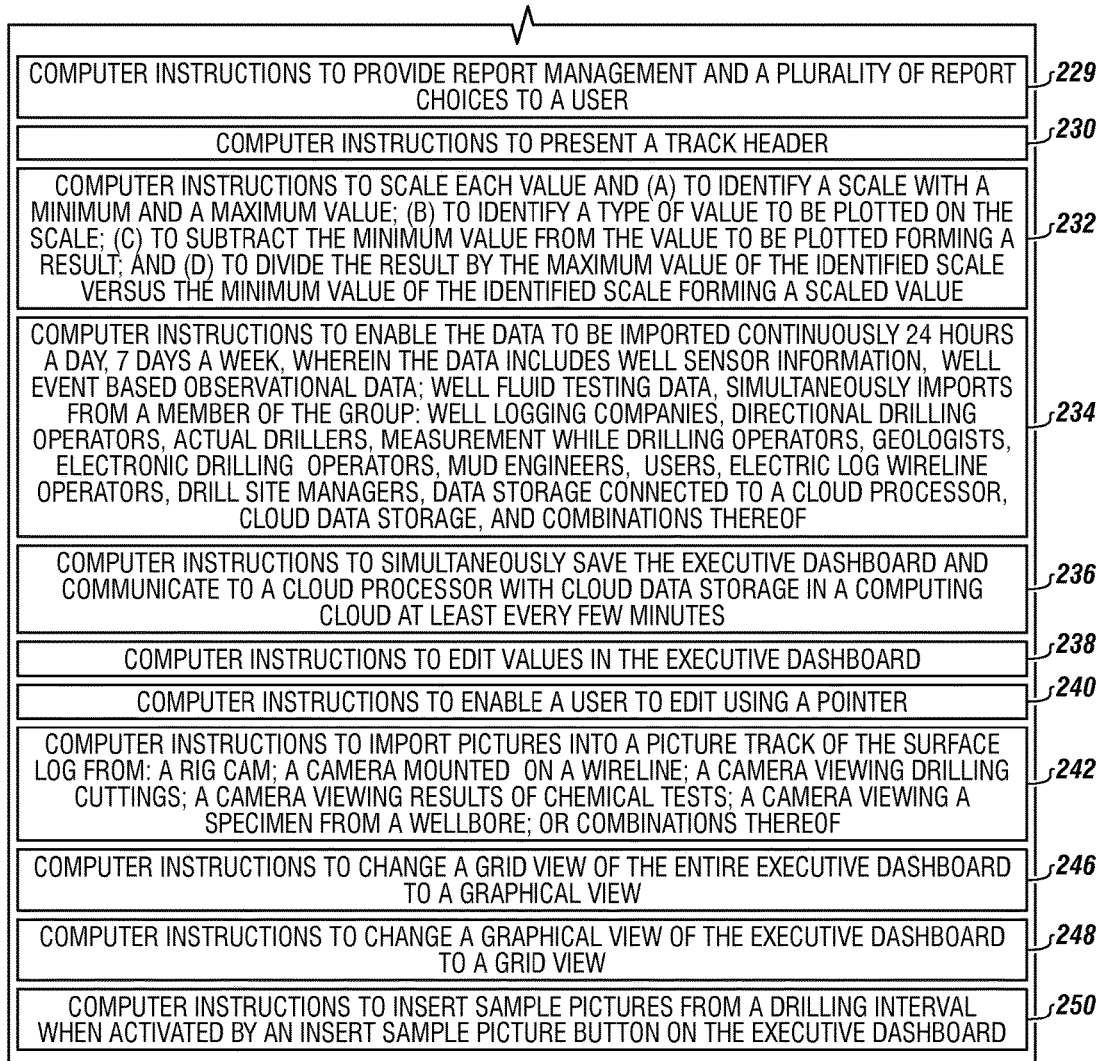 COMPUTER INSTRUCTIONS TO PROVIDE REPORT MANAGEMENT AND A PLURALITY OF REPORT
CHOICES TO A USER
229
COMPUTER INSTRUCTIONS TO PRESENT A TRACK HEADER
230
COMPUTER INSTRUCTIONS TO SCALE EACH VALUE AND (A) TO IDENTIFY A SCALE WITH A
MINIMUM AND A MAXIMUM VALUE; (B) TO IDENTIFY A TYPE OF VALUE TO BE PLOTTED ON THE
SCALE; (C) TO SUBTRACT THE MINIMUM VALUE FROM THE VALUE TO BE PLOTTED FORMING A
RESULT; AND (D) TO DIVIDE THE RESULT BY THE MAXIMUM VALUE OF THE IDENTIFIED SCALE
VERSUS THE MINIMUM VALUE OF THE IDENTIFIED SCALE FORMING A SCALED VALUE
232
COMPUTER INSTRUCTIONS TO ENABLE THE DATA TO BE IMPORTED CONTINUOUSLY 24 HOURS
A DAY, 7 DAYS A WEEK, WHEREIN THE DATA INCLUDES WELL SENSOR INFORMATION, WELL
EVENT BASED OBSERVATIONAL DATA; WELL FLUID TESTING DATA, SIMULTANEOUSLY IMPORTS
FROM A MEMBER OF THE GROUP: WELL LOGGING COMPANIES, DIRECTIONAL DRILLING
OPERATORS, ACTUAL DRILLERS, MEASUREMENT WHILE DRILLING OPERATORS, GEOLOGISTS,
ELECTRONIC DRILLING OPERATORS, MUD ENGINEERS, USERS, ELECTRIC LOG WIRELINE
OPERATORS, DRILL SITE MANAGERS, DATA STORAGE CONNECTED TO A CLOUD PROCESSOR,
CLOUD DATA STORAGE, AND COMBINATIONS THEREOF
234
COMPUTER INSTRUCTIONS TO SIMULTANEOUSLY SAVE THE EXECUTIVE DASHBOARD AND
COMMUNICATE TO A CLOUD PROCESSOR WITH CLOUD DATA STORAGE IN A COMPUTING
CLOUD AT LEAST EVERY FEW MINUTES
236
COMPUTER INSTRUCTIONS TO EDIT VALUES IN THE EXECUTIVE DASHBOARD
238
COMPUTER INSTRUCTIONS TO ENABLE A USER TO EDIT USING A POINTER
240
COMPUTER INSTRUCTIONS TO IMPORT PICTURES INTO A PICTURE TRACK OF THE SURFACE
LOG FROM: A RIG CAM; A CAMERA MOUNTED ON A WIRELINE; A CAMERA VIEWING DRILLING
CUTTINGS; A CAMERA VIEWING RESULTS OF CHEMICAL TESTS; A CAMERA VIEWING A
SPECIMEN FROM A WELLBORE; OR COMBINATIONS THEREOF
242
COMPUTER INSTRUCTIONS TO CHANGE A GRID VIEW OF THE ENTIRE EXECUTIVE DASHBOARD
TO A GRAPHICAL VIEW
246
COMPUTER INSTRUCTIONS TO CHANGE A GRAPHICAL VIEW OF THE EXECUTIVE DASHBOARD
TO A GRID VIEW
248
COMPUTER INSTRUCTIONS TO INSERT SAMPLE PICTURES FROM A DRILLING INTERVAL
WHEN ACTIVATED BY AN INSERT SAMPLE PICTURE BUTTON ON THE EXECUTIVE DASHBOARD
250